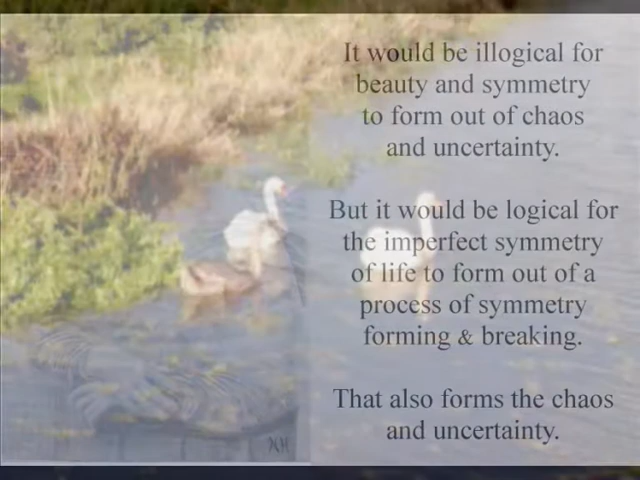 It would be illogical for
beauty and symmetry
to form out of chaos
and uncertainty.
But it would be logical for
the imperfect symmetry
of life to form out of a
process of symmetry
forming & breaking.
That also forms the chaos
and uncertainty.